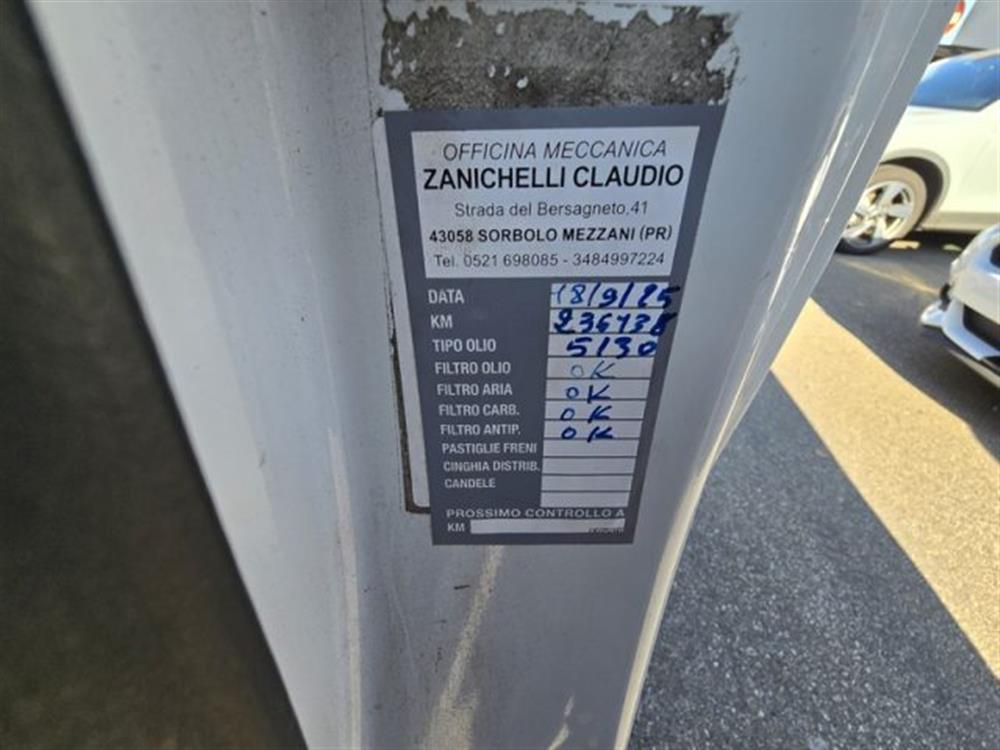 OFFICINA MECCANICA
ZANICHELLI CLAUDIO
Strada del Bersagneto,41
43058 SORBOLO MEZZANI (PR)
Tel. 0521 698085 - 3484997224
DATA 18/9/25
KM
TIPO OLIO 5/30
FILTRO OLIO OK
FILTRO ARIA OK
FILTRO CARB. OK
FILTRO ANTIP. OK
PASTIGLIE FRENI
CINGHIA DISTRIB.
CANDELE
PROSSIMO CONTROLLO A
KM